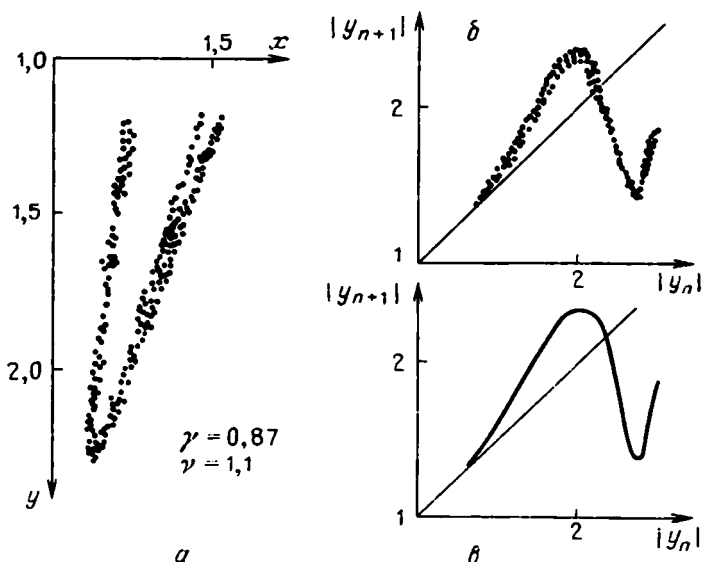 1,0
1,5
x
1,5
2,0
y
γ = 0,87
ν = 1,1
а
|yn+1|
б
2
1
2
|yn|
|yn+1|
2
1
2
|yn|
в